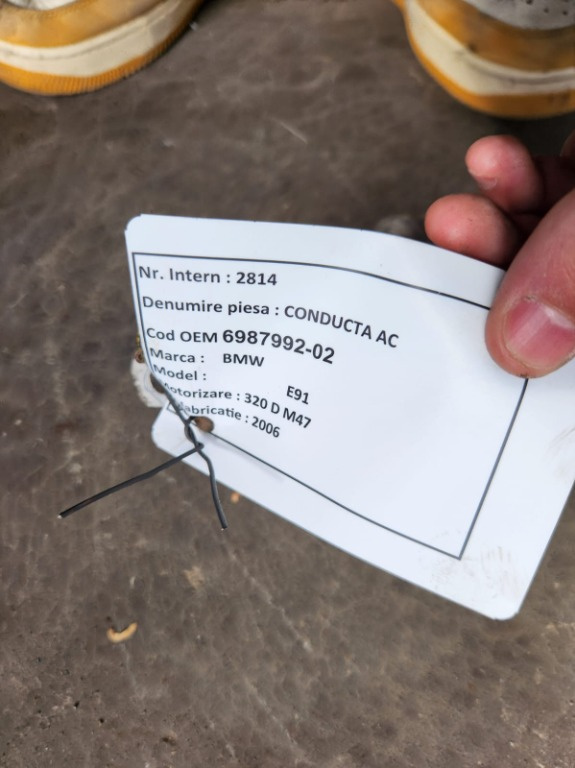 Nr. Intern : 2814
Denumire piesa : CONDUCTA AC
Cod OEM 6987992-02
Marca : BMW
Model : E91
Motorizare : 320 D M47
fabricatie : 2006